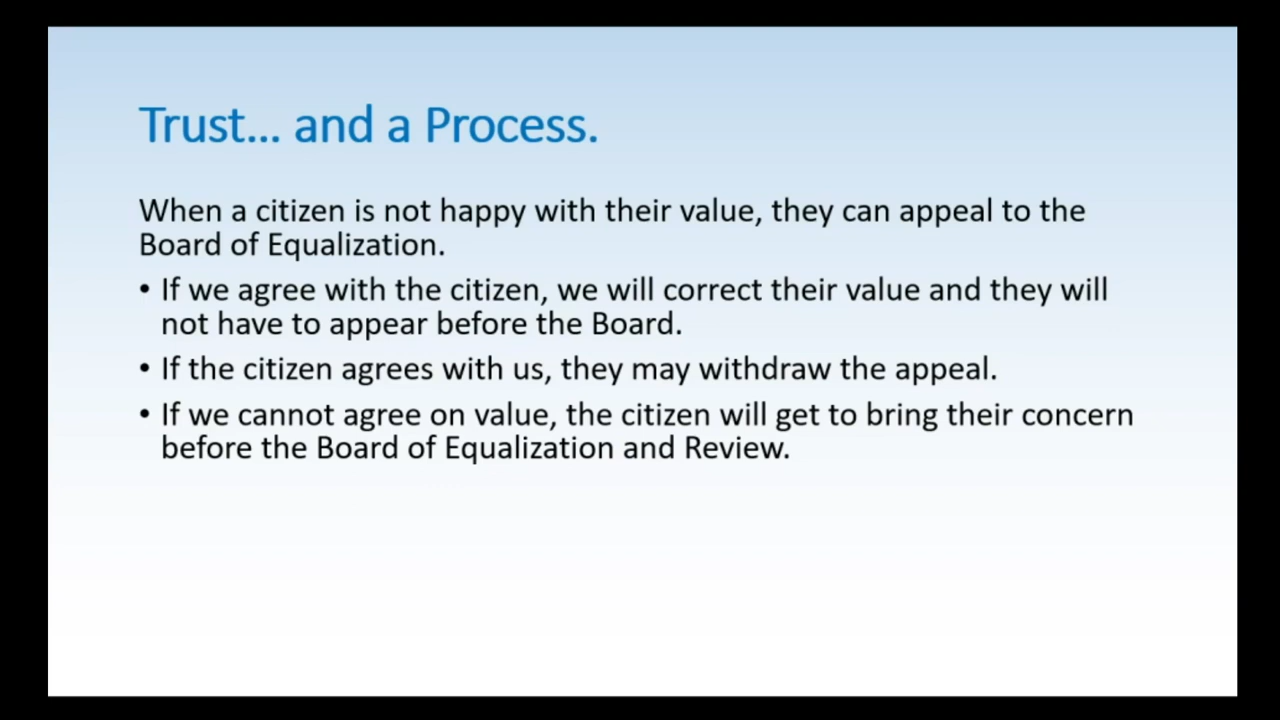 Trust... and a Process.
When a citizen is not happy with their value, they can appeal to the
Board of Equalization.
• If we agree with the citizen, we will correct their value and they will
not have to appear before the Board.
• If the citizen agrees with us, they may withdraw the appeal.
• If we cannot agree on value, the citizen will get to bring their concern
before the Board of Equalization and Review.